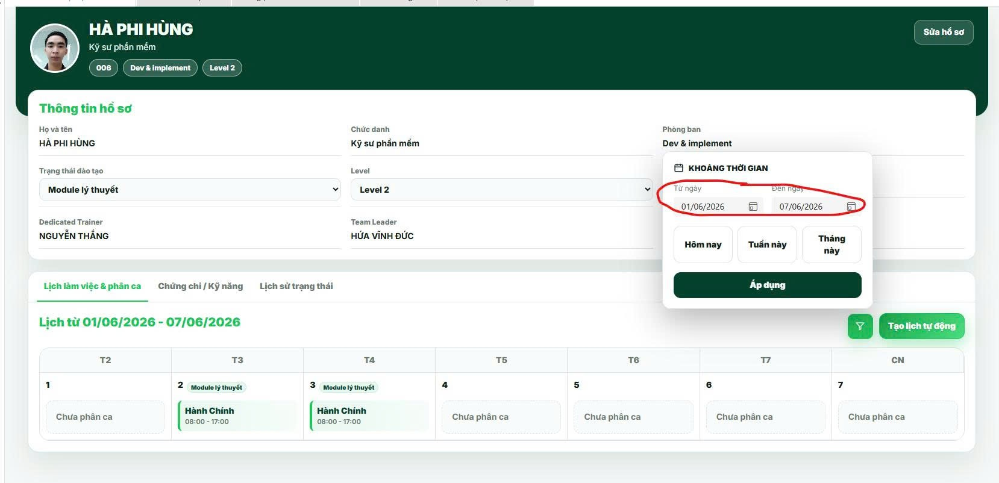 HÀ PHI HÙNG
Kỹ sư phần mềm
006
Dev & implement
Level 2
Sửa hồ sơ
Thông tin hồ sơ
Họ và tên
HÀ PHI HÙNG
Chức danh
Kỹ sư phần mềm
Phòng ban
Dev & implement
Trạng thái đào tạo
Module lý thuyết
Level
Level 2
Dedicated Trainer
NGUYỄN THẮNG
Team Leader
HỨA VĨNH ĐỨC
KHOẢNG THỜI GIAN
Từ ngày
Đến ngày
01/06/2026
07/06/2026
Hôm nay
Tuần này
Tháng
này
Áp dụng
Lịch làm việc & phân ca
Chứng chỉ / Kỹ năng
Lịch sử trạng thái
Lịch từ 01/06/2026 - 07/06/2026
Tạo lịch tự động
T2
T3
T4
T5
T6
T7
CN
1
Chưa phân ca
2
Module lý thuyết
Hành Chính
08:00 - 17:00
3
Module lý thuyết
Hành Chính
08:00 - 17:00
4
Chưa phân ca
5
Chưa phân ca
6
Chưa phân ca
7
Chưa phân ca